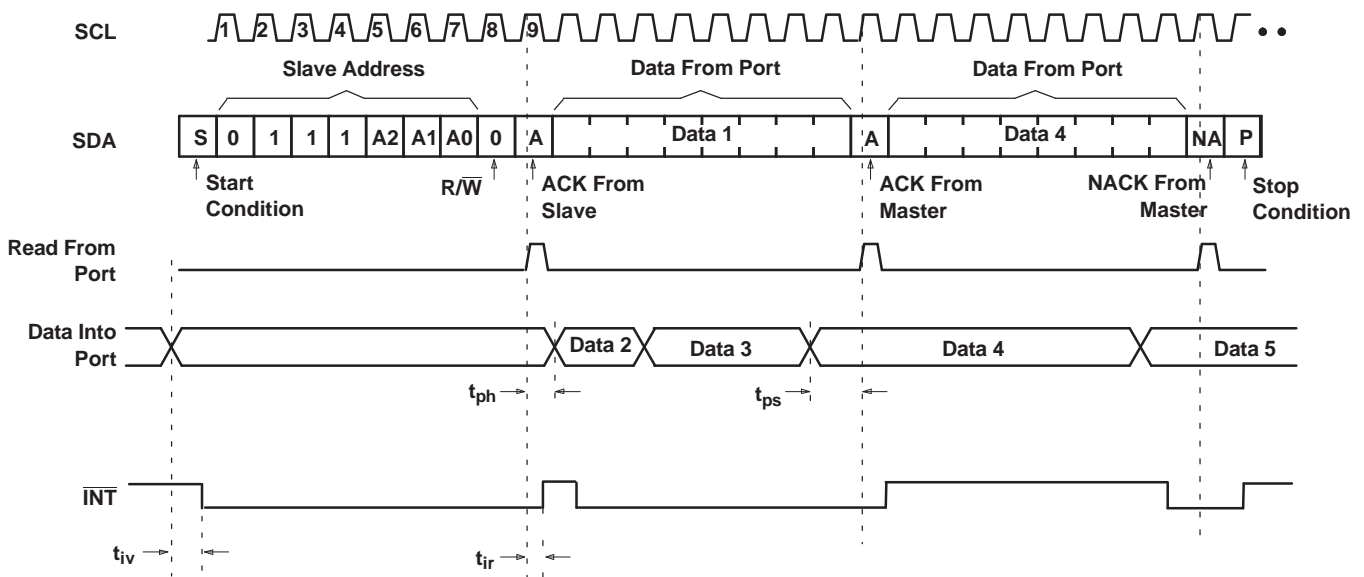 SCL
1 2 3 4 5 6 7 8 9
Slave Address
Data From Port
Data From Port
SDA
S 0 1 1 1 A2 A1 A0 0 A Data 1 A Data 4 NA P
Start
Condition
R/W
ACK From
Slave
ACK From
Master
NACK From
Master
Stop
Condition
Read From
Port
Data Into
Port
Data 2
Data 3
Data 4
Data 5
tph
tps
INT
tiv
tir